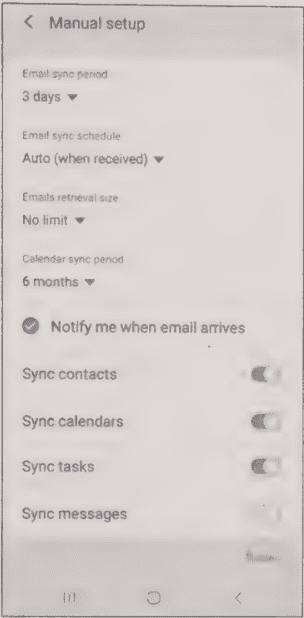 Manual setup
Email sync period
3 days
Email sync schedule
Auto (when received)
Emails retrieval size
No limit
Calendar sync period
6 months
Notify me when email arrives
Sync contacts
Sync calendars
Sync tasks
Sync messages